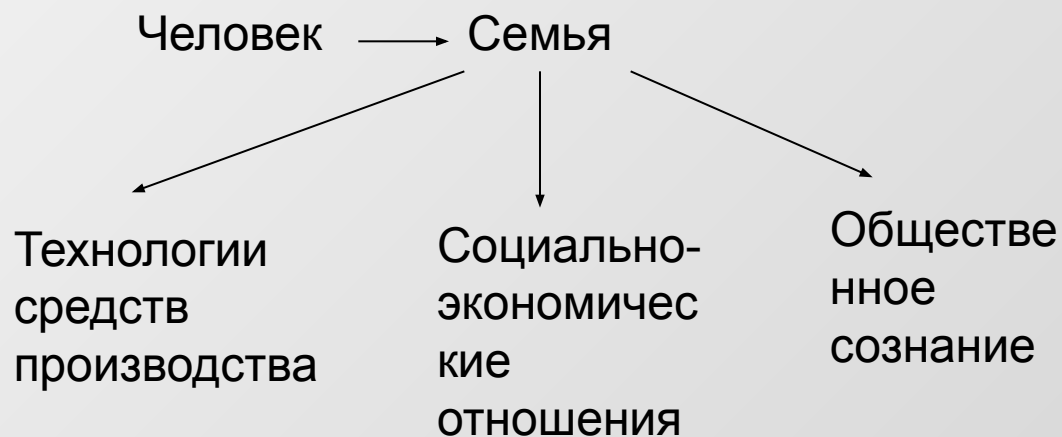 Человек Семья
Технологии
средств
производства
Социально-
экономичес
кие
отношения
Обществе
нное
сознание